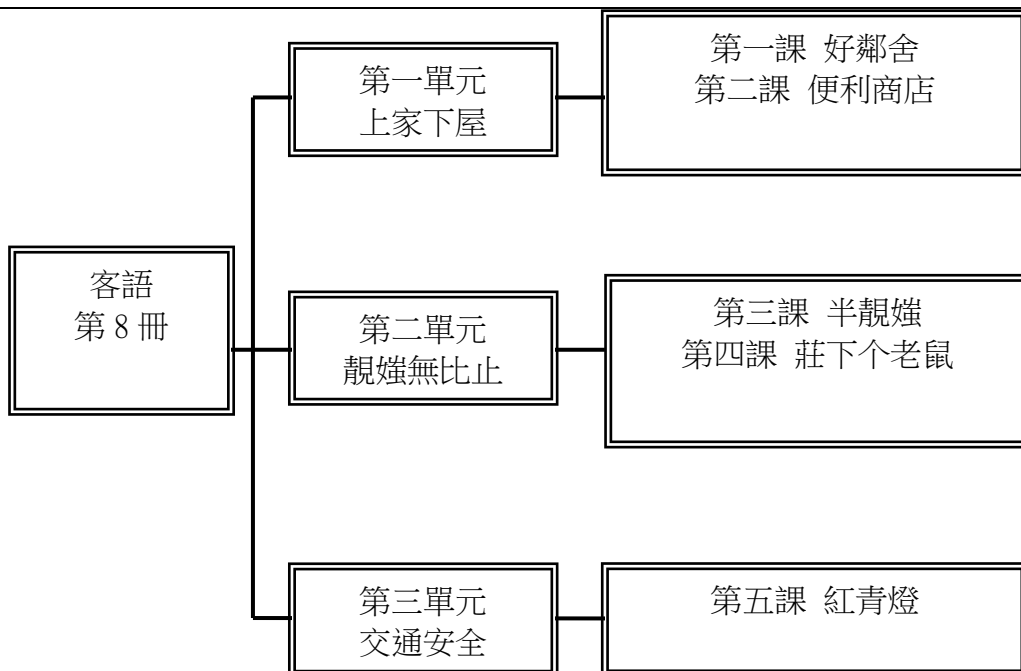 客語
第 8 冊
第一單元
上家下屋
第一課 好鄰舍
第二課 便利商店
第二單元
靚媸無比止
第三課 半靚媸
第四課 莊下个老鼠
第三單元
交通安全
第五課 紅青燈